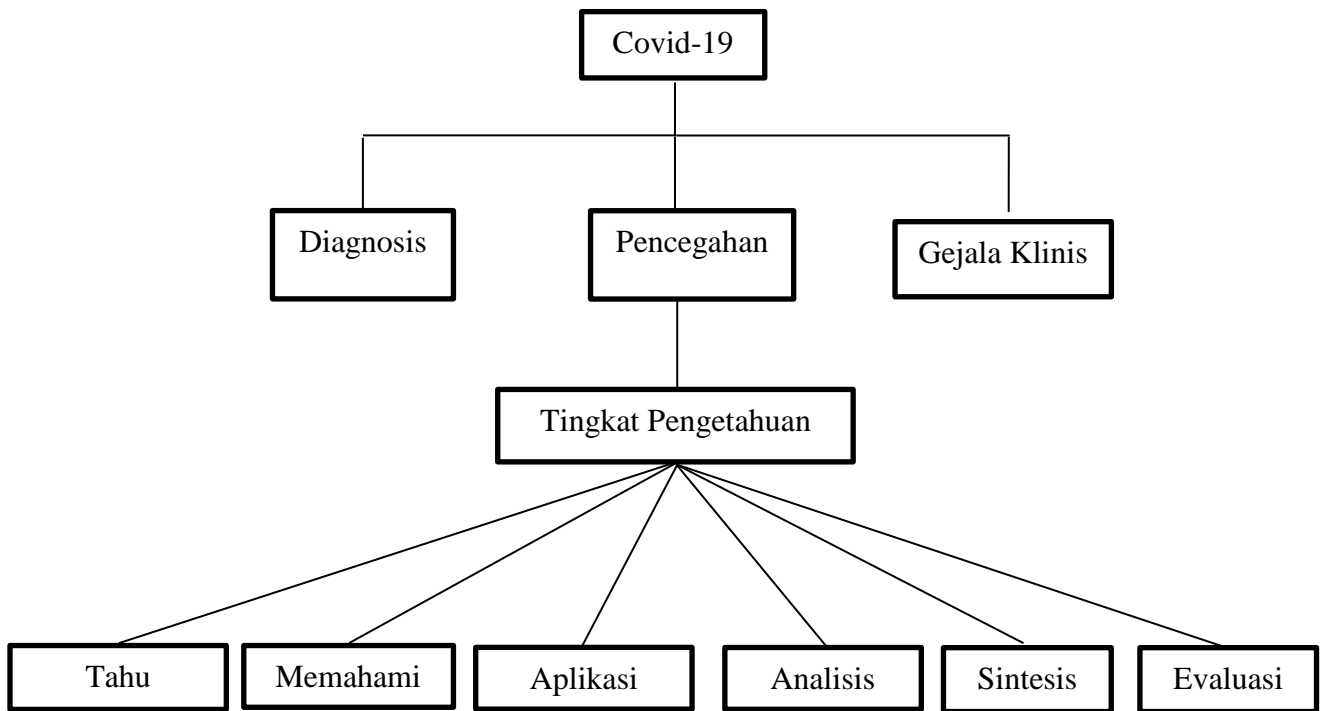 Covid-19
Diagnosis
Pencegahan
Gejala Klinis
Tingkat Pengetahuan
Tahu
Memahami
Aplikasi
Analisis
Sintesis
Evaluasi